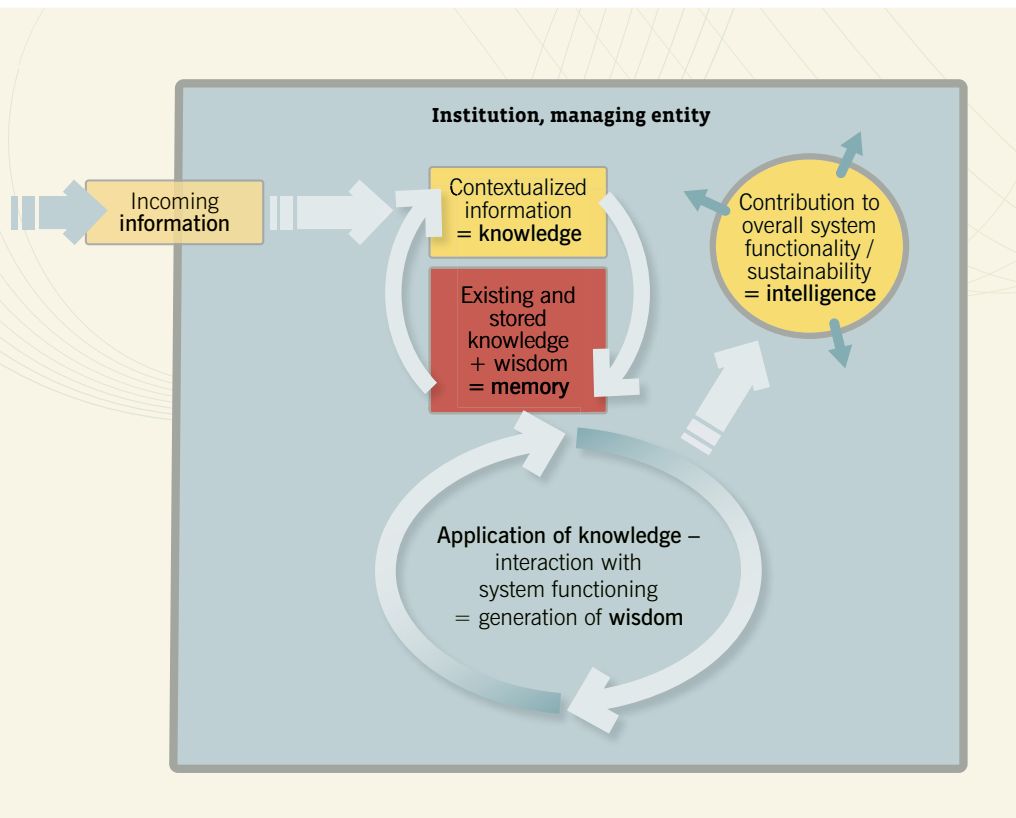 Institution, managing entity
Incoming
information
Contextualized
information
= knowledge
Existing and
stored
knowledge
+ wisdom
= memory
Contribution to
overall system
functionality /
sustainability
= intelligence
Application of knowledge –
interaction with
system functioning
= generation of wisdom